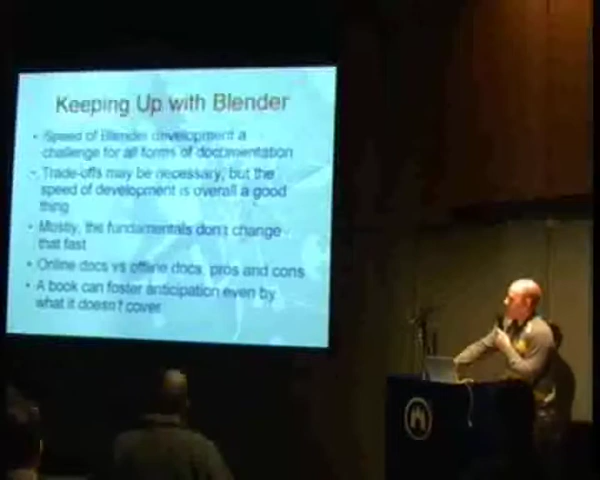 Keeping Up with Blender
• Speed of Blender development a
challenge for all forms of documentation
• Trade-offs may be necessary, but the
speed of development is overall a good
thing
• Mostly, the fundamentals don't change
that fast
• Online docs vs offline docs, pros and cons
• A book can foster anticipation even by
what it doesn't cover